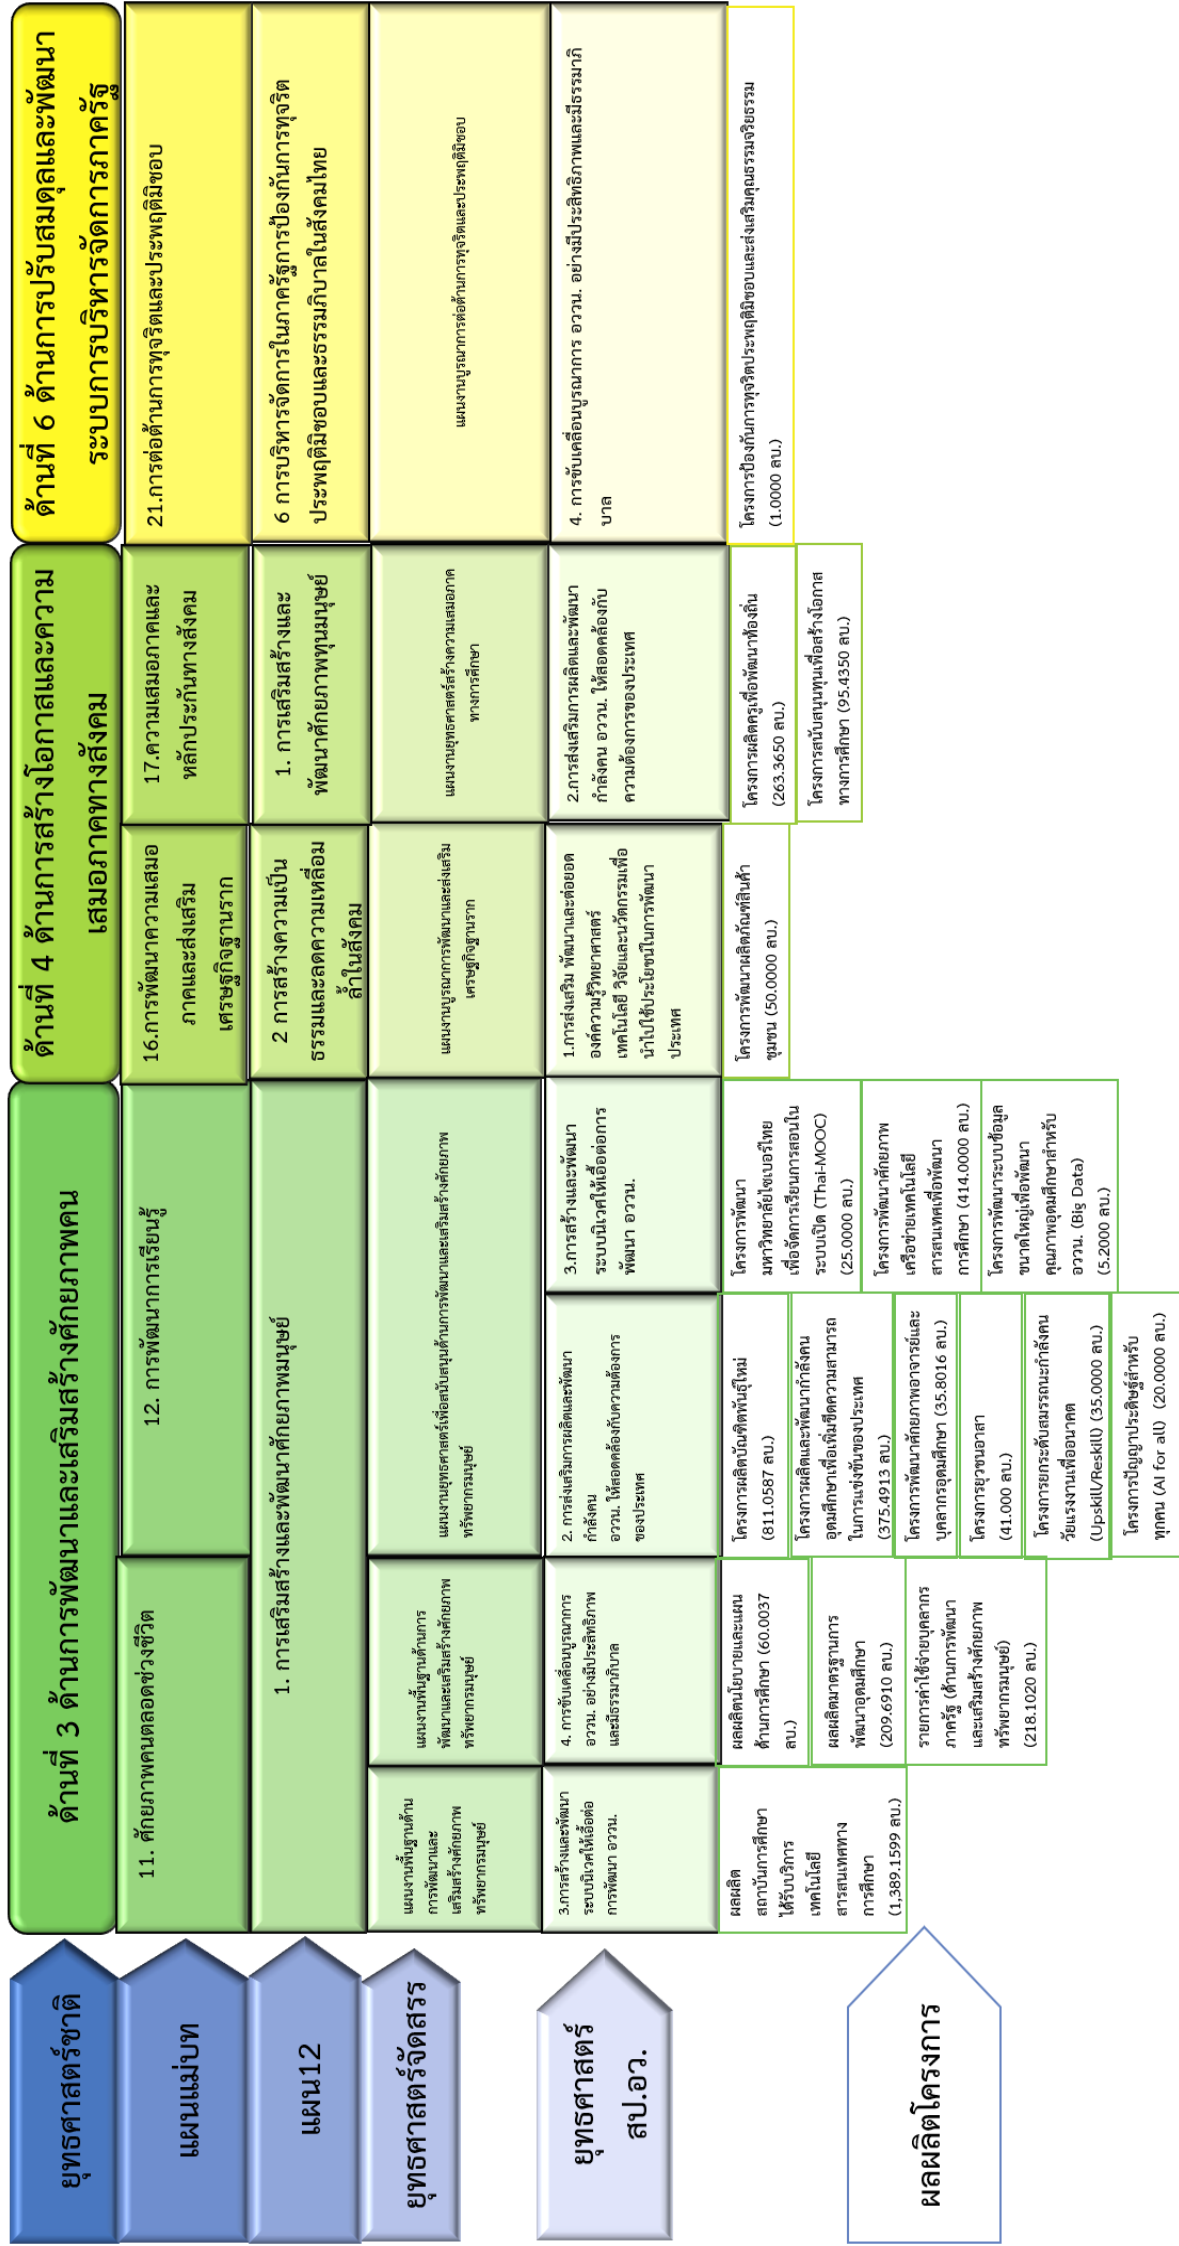 ยุทธศาสตร์ชาติ
ด้านที่ 3 ด้านการพัฒนาและเสริมสร้างศักยภาพคน
ด้านที่ 4 ด้านการสร้างโอกาสและความ
เสมอภาคทางสังคม
ด้านที่ 6 ด้านการปรับสมดุลและพัฒนา
ระบบการบริหารจัดการภาครัฐ
แผนแม่บท
11. ศักยภาพคนตลอดช่วงชีวิต
12. การพัฒนาการเรียนรู้
16.การพัฒนาความเสมอ
ภาคและส่งเสริม
เศรษฐกิจฐานราก
17.ความเสมอภาคและ
หลักประกันทางสังคม
21.การต่อต้านการทุจริตและประพฤติมิชอบ
แผน12
1. การเสริมสร้างและพัฒนาศักยภาพมนุษย์
2 การสร้างความเป็น
ธรรมและลดความเหลื่อม
ล้ำในสังคม
1. การเสริมสร้างและ
พัฒนาศักยภาพทุนมนุษย์
6 การบริหารจัดการในภาครัฐการป้องกันการทุจริต
ประพฤติมิชอบและธรรมภิบาลในสังคมไทย
ยุทธศาสตร์จัดสรร
แผนงานพื้นฐานด้าน
การพัฒนาและ
เสริมสร้างศักยภาพ
ทรัพยากรมนุษย์
แผนงานพื้นฐานด้านการ
พัฒนาและเสริมสร้างศักยภาพ
ทรัพยากรมนุษย์
แผนงานยุทธศาสตร์เพื่อสนับสนุนด้านการพัฒนาและเสริมสร้างศักยภาพ
ทรัพยากรมนุษย์
แผนงานบูรณาการพัฒนาและส่งเสริม
เศรษฐกิจฐานราก
แผนงานยุทธศาสตร์สร้างความเสมอภาค
ทางการศึกษา
แผนงานบูรณาการต่อต้านการทุจริตและประพฤติมิชอบ
ยุทธศาสตร์
สป.อว.
3.การสร้างและพัฒนา
ระบบนิเวศให้เอื้อต่อ
การพัฒนา อววน.
4. การขับเคลื่อนบูรณาการ
อววน. อย่างมีประสิทธิภาพ
และมีธรรมาภิบาล
2. การส่งเสริมการผลิตและพัฒนา
กำลังคน
อววน. ให้สอดคล้องกับความต้องการ
ของประเทศ
3.การสร้างและพัฒนา
ระบบนิเวศให้เอื้อต่อการ
พัฒนา อววน.
1.การส่งเสริม พัฒนาและต่อยอด
องค์ความรู้วิทยาศาสตร์
เทคโนโลยี วิจัยและนวัตกรรมเพื่อ
นำไปใช้ประโยชน์ในการพัฒนา
ประเทศ
2.การส่งเสริมการผลิตและพัฒนา
กำลังคน อววน. ให้สอดคล้องกับ
ความต้องการของประเทศ
4. การขับเคลื่อนบูรณาการ อววน. อย่างมีประสิทธิภาพและมีธรรมาภิ
บาล
ผลผลิตโครงการ
ผลผลิต
สถาบันการศึกษา
ได้รับบริการ
เทคโนโลยี
สารสนเทศทาง
การศึกษา
(1,389.1599 ลบ.)
ผลผลิตนโยบายและแผน
ด้านการศึกษา (60.0037
ลบ.)
ผลผลิตมาตรฐานการ
พัฒนาอุดมศึกษา
(209.6910 ลบ.)
รายการค่าใช้จ่ายบุคลากร
ภาครัฐ (ด้านการพัฒนา
และเสริมสร้างศักยภาพ
ทรัพยากรมนุษย์)
(218.1020 ลบ.)
โครงการผลิตบัณฑิตพันธุ์ใหม่
(811.0587 ลบ.)
โครงการผลิตและพัฒนากำลังคน
อุดมศึกษาเพื่อเพิ่มขีดความสามารถ
ในการแข่งขันของประเทศ
(375.4913 ลบ.)
โครงการพัฒนาศักยภาพอาจารย์และ
บุคลากรอุดมศึกษา (35.8016 ลบ.)
โครงการยุวชนอาสา
(41.000 ลบ.)
โครงการยกระดับสมรรถนะกำลังคน
วัยแรงงานเพื่ออนาคต
(Upskill/Reskill) (35.0000 ลบ.)
โครงการปัญญาประดิษฐ์สำหรับ
ทุกคน (AI for all) (20.0000 ลบ.)
โครงการพัฒนา
มหาวิทยาลัยไซเบอร์ไทย
เพื่อจัดการเรียนการสอนใน
ระบบเปิด (Thai-MOOC)
(25.0000 ลบ.)
โครงการพัฒนาศักยภาพ
เครือข่ายเทคโนโลยี
สารสนเทศเพื่อพัฒนา
การศึกษา (414.0000 ลบ.)
โครงการพัฒนาระบบข้อมูล
ขนาดใหญ่เพื่อพัฒนา
คุณภาพอุดมศึกษาสำหรับ
อววน. (Big Data)
(5.2000 ลบ.)
โครงการพัฒนาผลิตภัณฑ์สินค้า
ชุมชน (50.0000 ลบ.)
โครงการผลิตครูเพื่อพัฒนาท้องถิ่น
(263.3650 ลบ.)
โครงการสนับสนุนทุนเพื่อสร้างโอกาส
ทางการศึกษา (95.4350 ลบ.)
โครงการป้องกันการทุจริตประพฤติมิชอบและส่งเสริมคุณธรรมจริยธรรม
(1.0000 ลบ.)